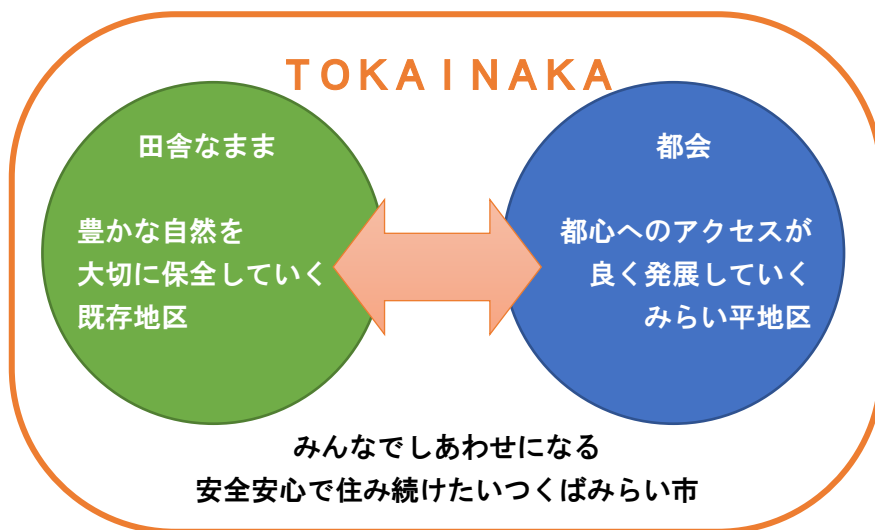 TOKAINAKA
田舎なまま
豊かな自然を
大切に保全していく
既存地区
都会
都心へのアクセスが
良く発展していく
みらい平地区
みんなでしあわせになる
安全安心で住み続けたいつくばみらい市